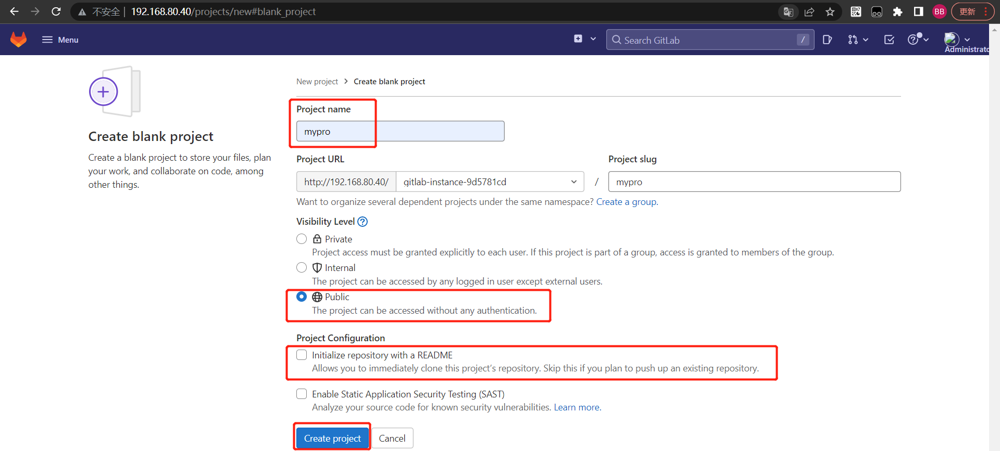 不安全 | 192.168.80.40/projects/new#blank_project
BB
更新
Menu
Search GitLab
/
Administrato
New project > Create blank project
Create blank project
Create a blank project to store your files, plan
your work, and collaborate on code, among
other things.
Project name
mypro
Project URL
Project slug
http://192.168.80.40/
gitlab-instance-9d5781cd
/
mypro
Want to organize several dependent projects under the same namespace? Create a group.
Visibility Level ?
Private
Project access must be granted explicitly to each user. If this project is part of a group, access is granted to members of the group.
Internal
The project can be accessed by any logged in user except external users.
Public
The project can be accessed without any authentication.
Project Configuration
Initialize repository with a README
Allows you to immediately clone this project’s repository. Skip this if you plan to push up an existing repository.
Enable Static Application Security Testing (SAST)
Analyze your source code for known security vulnerabilities. Learn more.
Create project
Cancel